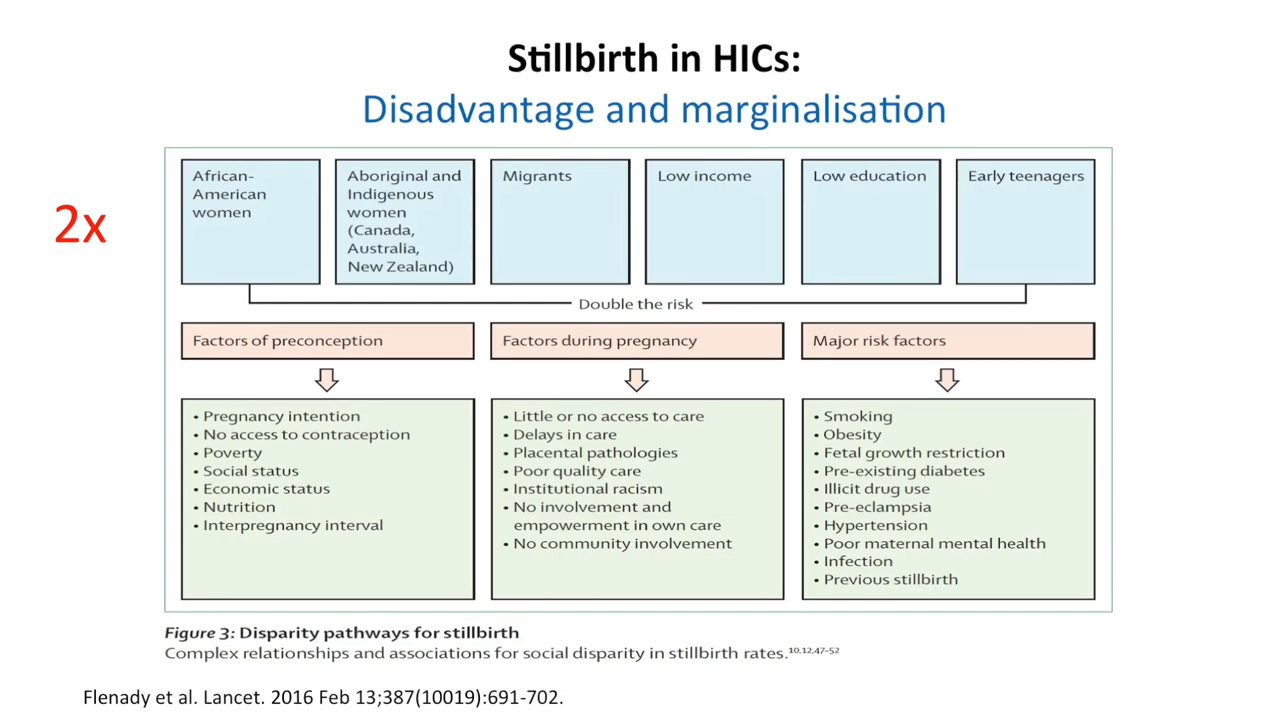 Stillbirth in HICs:
Disadvantage and marginalisation
2x
African-
American
women
Aboriginal and
Indigenous
women
(Canada,
Australia,
New Zealand)
Migrants
Low income
Low education
Early teenagers
Double the risk
Factors of preconception
• Pregnancy intention
• No access to contraception
• Poverty
• Social status
• Economic status
• Nutrition
• Interpregnancy interval
Factors during pregnancy
• Little or no access to care
• Delays in care
• Placental pathologies
• Poor quality care
• Institutional racism
• No involvement and
empowerment in own care
• No community involvement
Major risk factors
• Smoking
• Obesity
• Fetal growth restriction
• Pre-existing diabetes
• Illicit drug use
• Pre-eclampsia
• Hypertension
• Poor maternal mental health
• Infection
• Previous stillbirth
Figure 3: Disparity pathways for stillbirth
Complex relationships and associations for social disparity in stillbirth rates.10,12,47–52
Flenady et al. Lancet. 2016 Feb 13;387(10019):691-702.